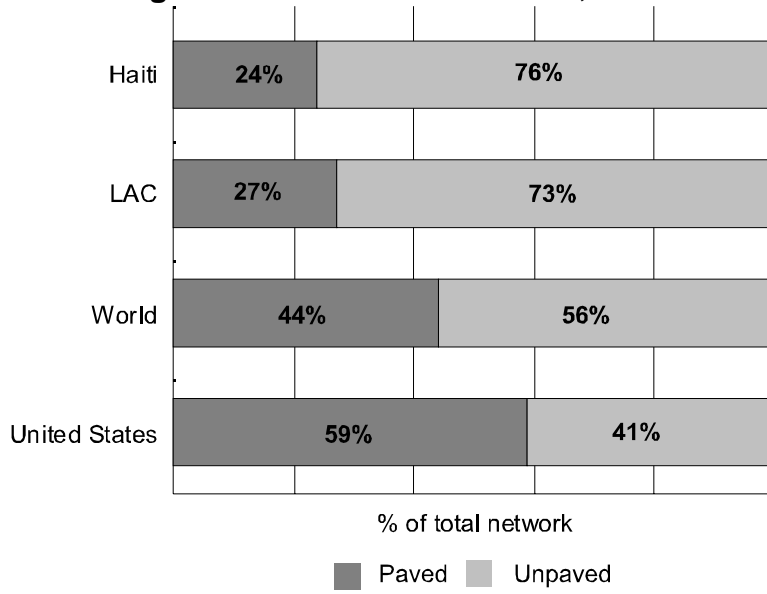 Haiti 24% 76%
LAC 27% 73%
World 44% 56%
United States 59% 41%
% of total network
Paved Unpaved